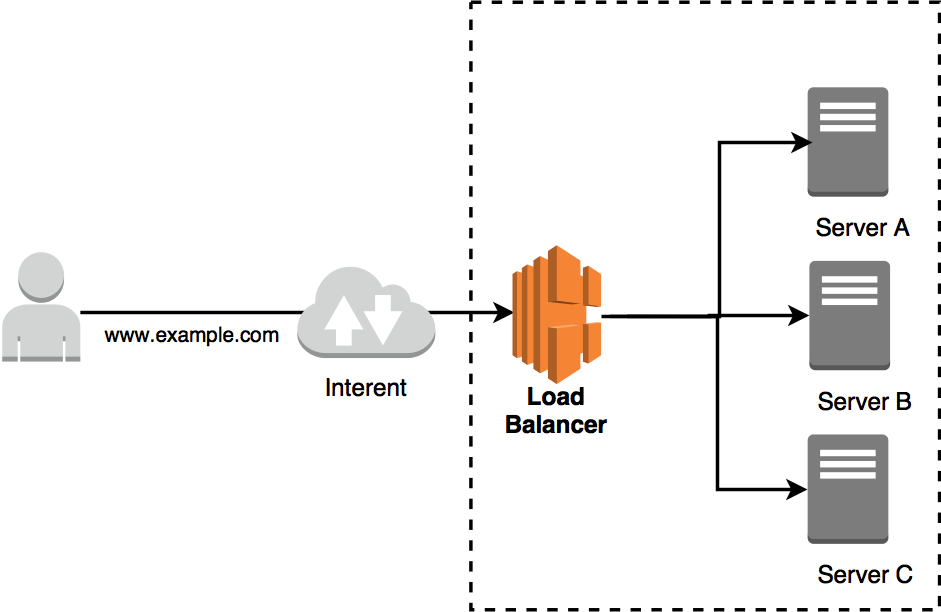 www.example.com
Interent
Load
Balancer
Server A
Server B
Server C